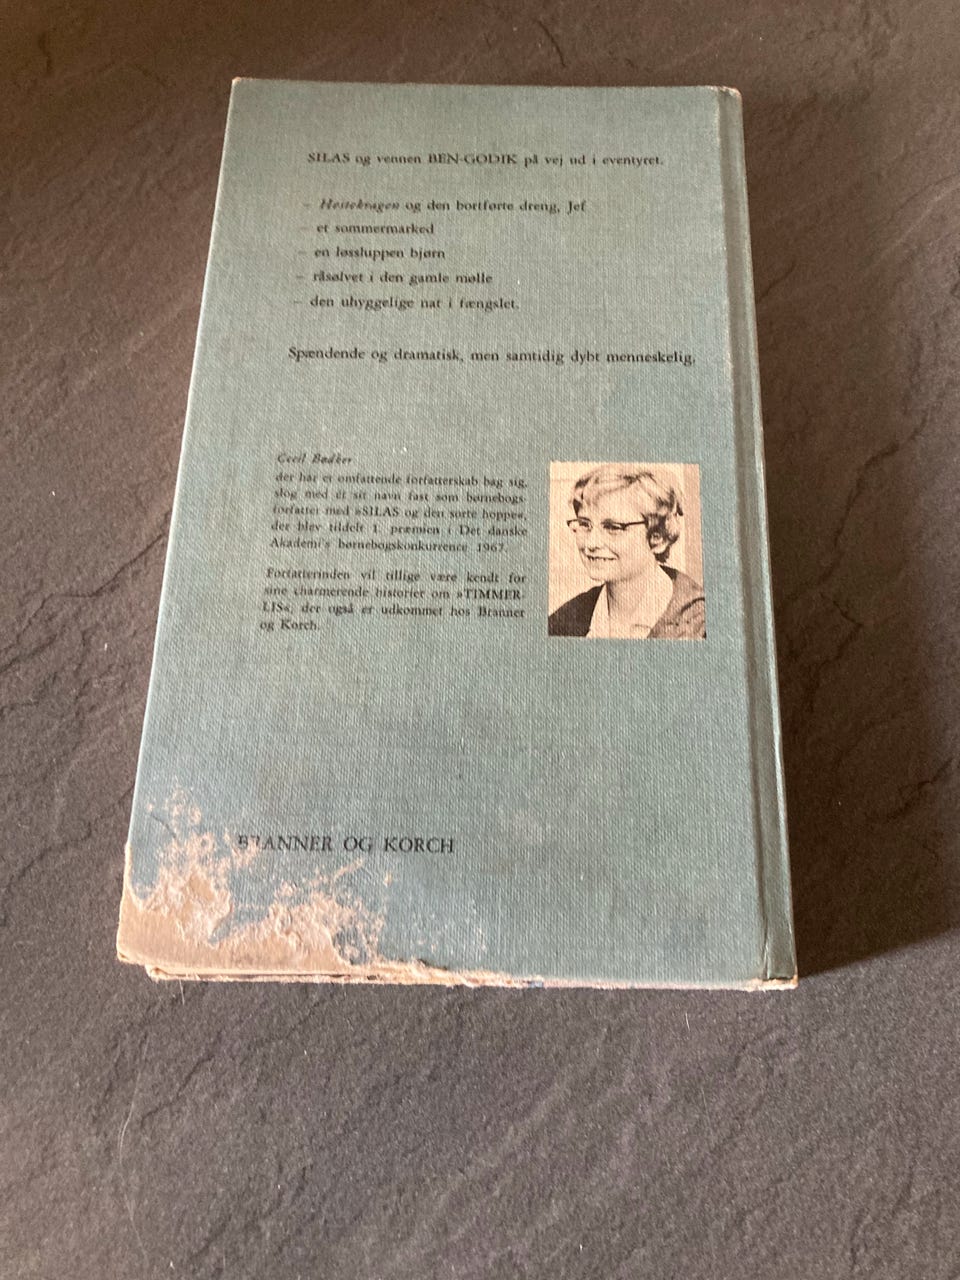 SILAS og vennen BEN-GODIK på vej ud i eventyret.
– Hestekragen og den bortførte dreng, Jef
– et sommermarked
– en løssluppen bjørn
– råsølvet i den gamle mølle
– den uhyggelige nat i fængslet.
Spændende og dramatisk, men samtidig dybt menneskelig.
Cecil Bødker
der har et omfattende forfatterskab bag sig,
slog med ét sit navn fast som børnebogs-
forfatter med »SILAS og den sorte hoppe«,
der blev tildelt 1. præmien i Det danske
Akademi's børnebogskonkurrence 1967.
Forfatterinden vil tillige være kendt for
sine charmerende historier om »TIMMER-
LIS«, der også er udkommet hos Branner
og Korch.
BRANNER OG KORCH